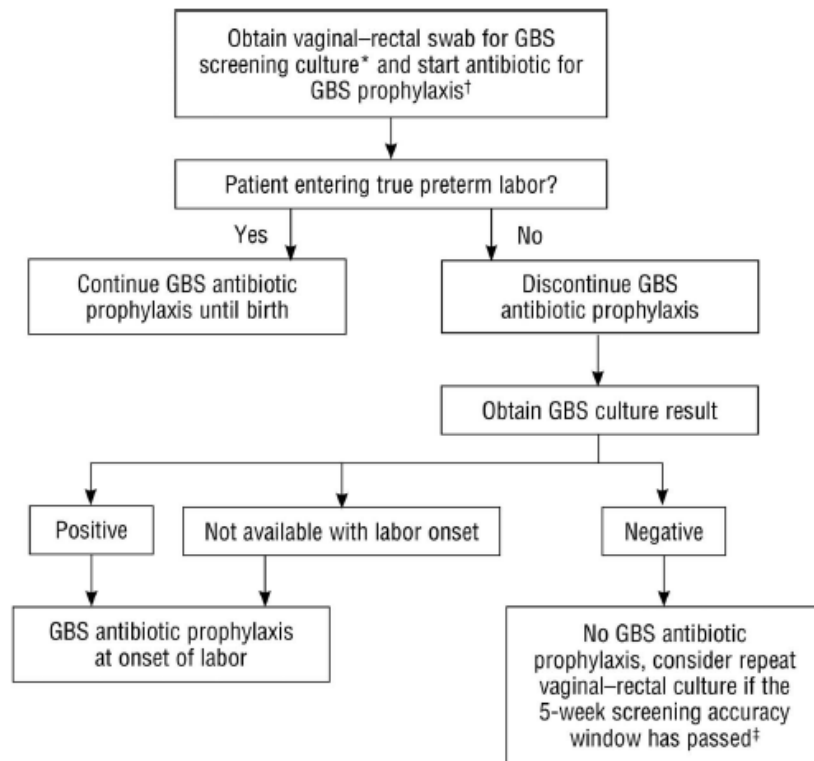 Obtain vaginal–rectal swab for GBS
screening culture* and start antibiotic for
GBS prophylaxis†
Patient entering true preterm labor?
Yes
No
Continue GBS antibiotic
prophylaxis until birth
Discontinue GBS
antibiotic prophylaxis
Obtain GBS culture result
Positive
Not available with labor onset
Negative
GBS antibiotic prophylaxis
at onset of labor
No GBS antibiotic
prophylaxis, consider repeat
vaginal–rectal culture if the
5-week screening accuracy
window has passed‡